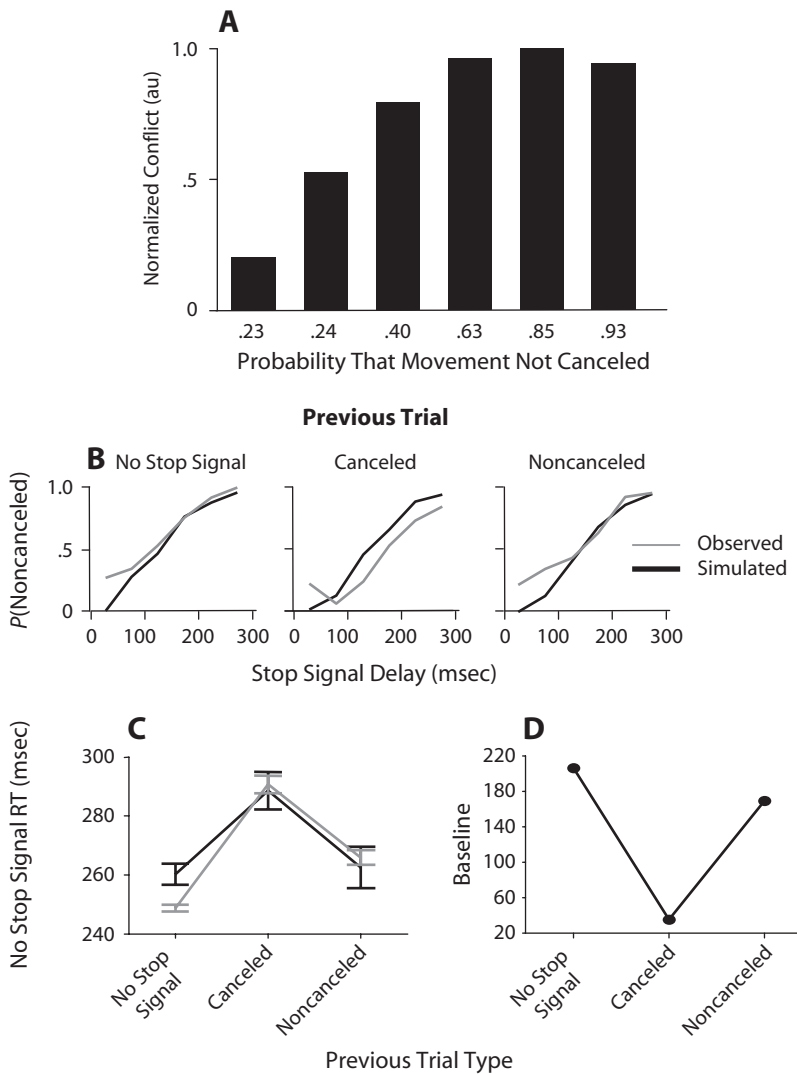 A
Normalized Conflict (au)
1.0
.5
0
.23 .24 .40 .63 .85 .93
Probability That Movement Not Canceled
Previous Trial
B No Stop Signal Canceled Noncanceled
P(Noncanceled)
1.0
.5
0
Observed
Simulated
0 100 200 300 0 100 200 300 0 100 200 300
Stop Signal Delay (msec)
C
No Stop Signal RT (msec)
300
280
260
240
No Stop
Signal
Canceled
Noncanceled
D
Baseline
220
180
140
100
60
20
No Stop
Signal
Canceled
Noncanceled
Previous Trial Type